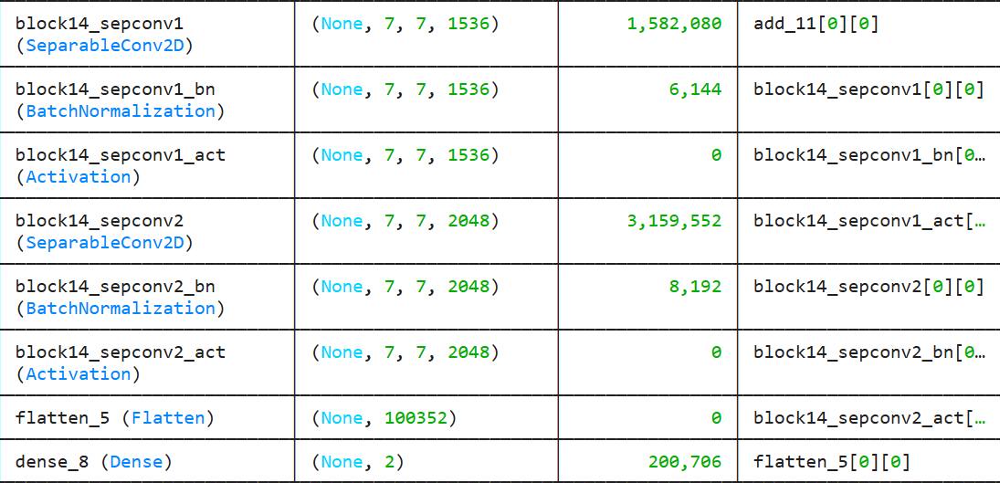 block14_sepconv1 (None, 7, 7, 1536) 1,582,080 add_11[0][0]
(SeparableConv2D)
block14_sepconv1_bn (None, 7, 7, 1536) 6,144 block14_sepconv1[0][0]
(BatchNormalization)
block14_sepconv1_act (None, 7, 7, 1536) 0 block14_sepconv1_bn[0…
(Activation)
block14_sepconv2 (None, 7, 7, 2048) 3,159,552 block14_sepconv1_act[…
(SeparableConv2D)
block14_sepconv2_bn (None, 7, 7, 2048) 8,192 block14_sepconv2[0][0]
(BatchNormalization)
block14_sepconv2_act (None, 7, 7, 2048) 0 block14_sepconv2_bn[0…
(Activation)
flatten_5 (Flatten) (None, 100352) 0 block14_sepconv2_act[…
dense_8 (Dense) (None, 2) 200,706 flatten_5[0][0]